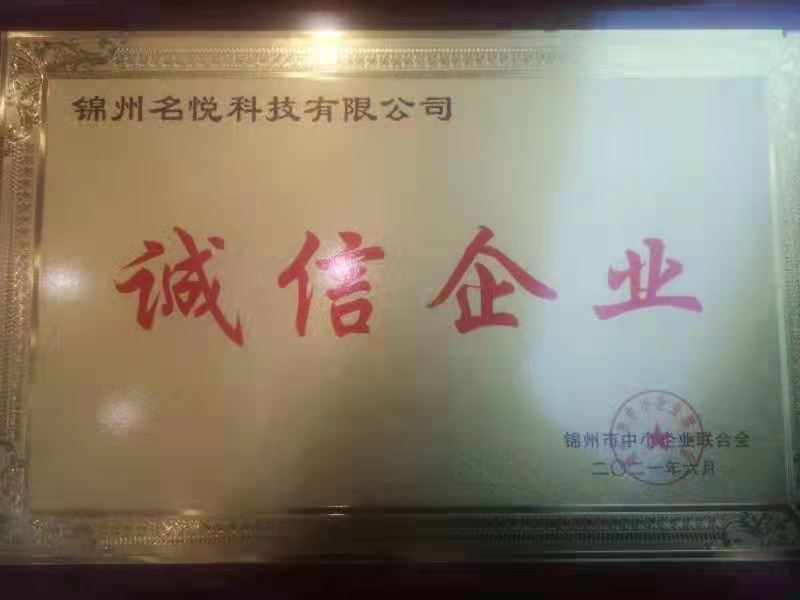 锦州名悦科技有限公司
诚信企业
锦州市中小企业联合会
二〇二一年六月